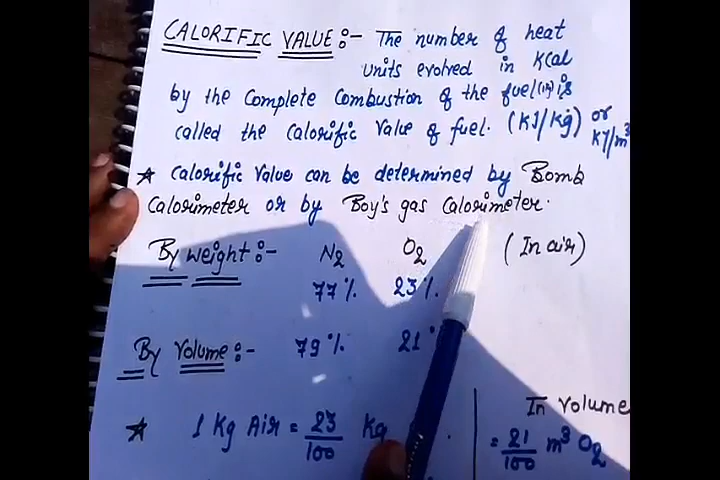 CALORIFIC VALUE :- The number of heat
units evolved in Kcal
by the Complete Combustion of the fuel (in) is
called the Calorific Value of fuel. (KJ/Kg) or
KJ/m³
* Calorific Value can be determined by Bomb
Calorimeter or by Boy's gas Calorimeter.
By weight :- N₂ O₂ (In air)
77% 23%
By Volume :- 79% 21%
In volume
* 1 Kg Air = 23/100 Kg
= 21/100 m³ O₂